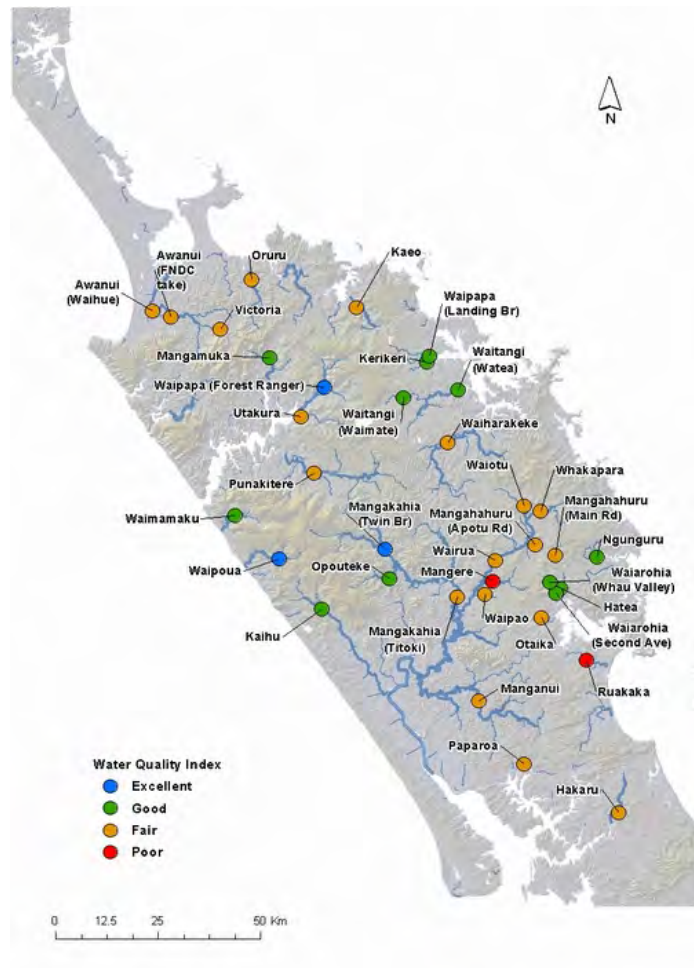 N
Oruru
Kaeo
Awanui
(FNDC
take)
Awanui
(Waihue)
Victoria
Waipapa
(Landing Br)
Mangamuka
Kerikeri
Waitangi
(Watea)
Waipapa (Forest Ranger)
Utakura
Waitangi
(Waimate)
Waiharakeke
Punakitere
Waiotu
Whakapara
Mangahahuru
(Main Rd)
Waimamaku
Mangakahia
(Twin Br)
Mangahahuru
(Apotu Rd)
Ngunguru
Wairua
Waipoua
Opouteke
Mangere
Waiarohia
(Whau Valley)
Hatea
Kaihu
Waipao
Mangakahia
(Titoki)
Otaika
Waiarohia
(Second Ave)
Ruakaka
Manganui
Paparoa
Hakaru
Water Quality Index
Excellent
Good
Fair
Poor
0 12.5 25 50 Km